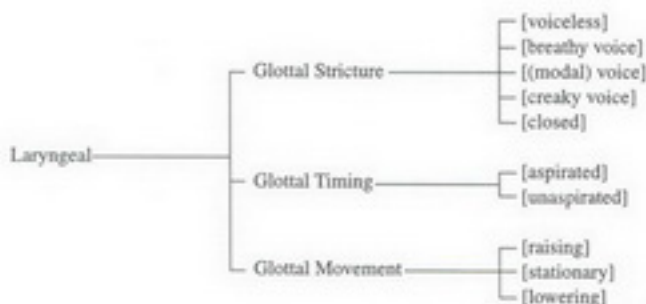 [voiceless]
[breathy voice]
Glottal Stricture [(modal) voice]
[creaky voice]
[closed]
Laryngeal
[aspirated]
Glottal Timing
[unaspirated]
[raising]
Glottal Movement [stationary]
[lowering]